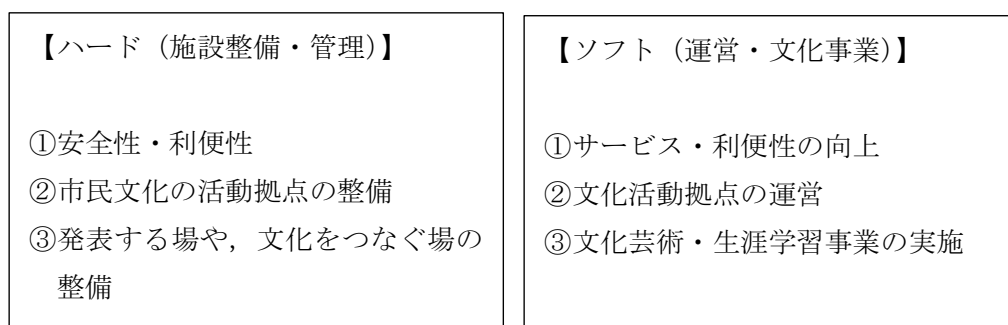 【ハード（施設整備・管理）】
①安全性・利便性
②市民文化の活動拠点の整備
③発表する場や，文化をつなぐ場の
整備
【ソフト（運営・文化事業）】
①サービス・利便性の向上
②文化活動拠点の運営
③文化芸術・生涯学習事業の実施